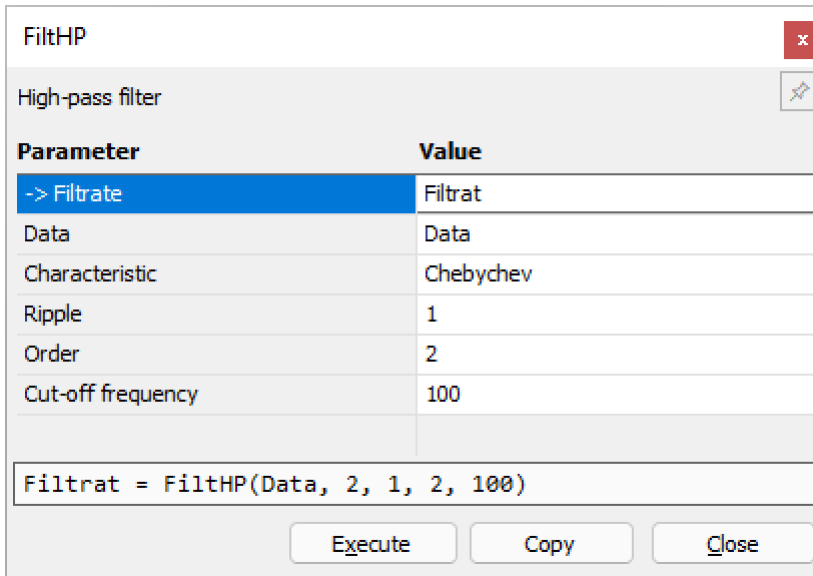 FiltHP
x
High-pass filter
Parameter Value
-> Filtrate Filtrat
Data Data
Characteristic Chebychev
Ripple 1
Order 2
Cut-off frequency 100
Filtrat = FiltHP(Data, 2, 1, 2, 100)
Execute Copy Close